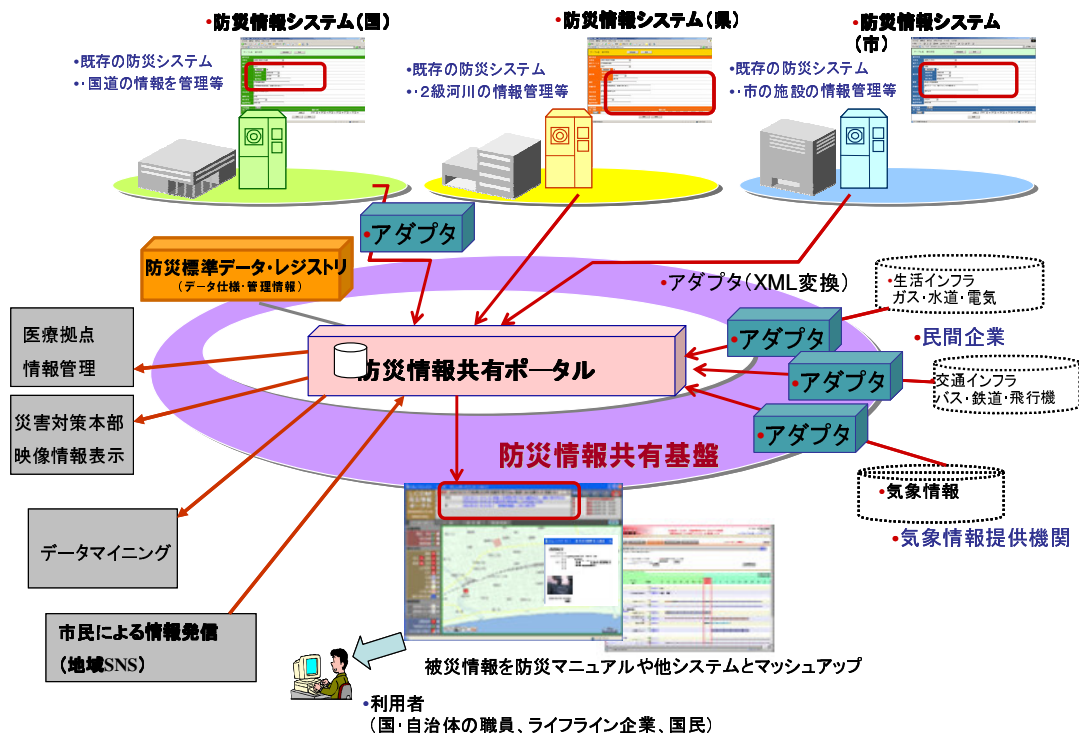 •防災情報システム(国)
•既存の防災システム
•・国道の情報を管理等
•防災情報システム(県)
•既存の防災システム
•・2級河川の情報管理等
•防災情報システム
(市)
•既存の防災システム
•・市の施設の情報管理等
•アダプタ
防災標準データ・レジストリ
(データ仕様・管理情報)
•アダプタ(XML変換)
•生活インフラ
ガス・水道・電気
•アダプタ
•民間企業
医療拠点
情報管理
防災情報共有ポータル
•アダプタ
交通インフラ
バス・鉄道・飛行機
災害対策本部
映像情報表示
•アダプタ
防災情報共有基盤
•気象情報
•気象情報提供機関
データマイニング
市民による情報発信
(地域SNS)
被災情報を防災マニュアルや他システムとマッシュアップ
•利用者
(国・自治体の職員、ライフライン企業、国民)